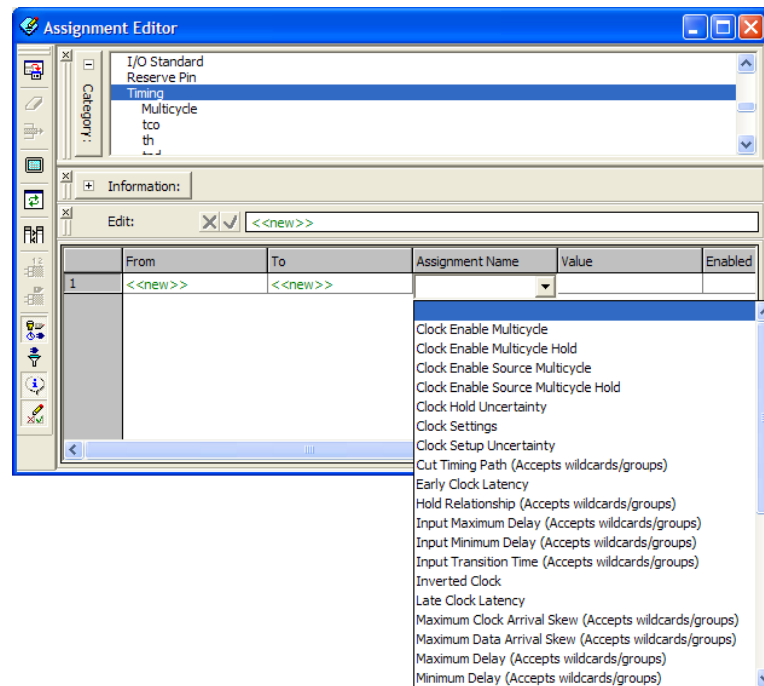 Assignment Editor
Category:
I/O Standard
Reserve Pin
Timing
Multicycle
tco
th
Information:
Edit:
<<new>>
From To Assignment Name Value Enabled
1 <<new>> <<new>>
Clock Enable Multicycle
Clock Enable Multicycle Hold
Clock Enable Source Multicycle
Clock Enable Source Multicycle Hold
Clock Hold Uncertainty
Clock Settings
Clock Setup Uncertainty
Cut Timing Path (Accepts wildcards/groups)
Early Clock Latency
Hold Relationship (Accepts wildcards/groups)
Input Maximum Delay (Accepts wildcards/groups)
Input Minimum Delay (Accepts wildcards/groups)
Input Transition Time (Accepts wildcards/groups)
Inverted Clock
Late Clock Latency
Maximum Clock Arrival Skew (Accepts wildcards/groups)
Maximum Data Arrival Skew (Accepts wildcards/groups)
Maximum Delay (Accepts wildcards/groups)
Minimum Delay (Accepts wildcards/groups)